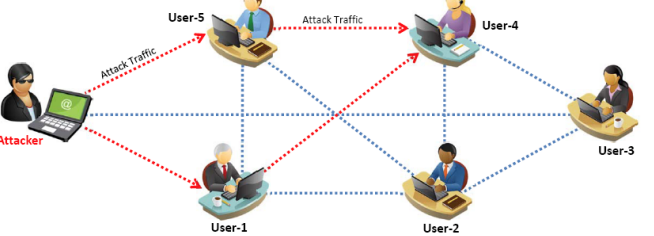 User-5
Attack Traffic
User-4
Attack Traffic
@
Attacker
User-3
User-1
User-2